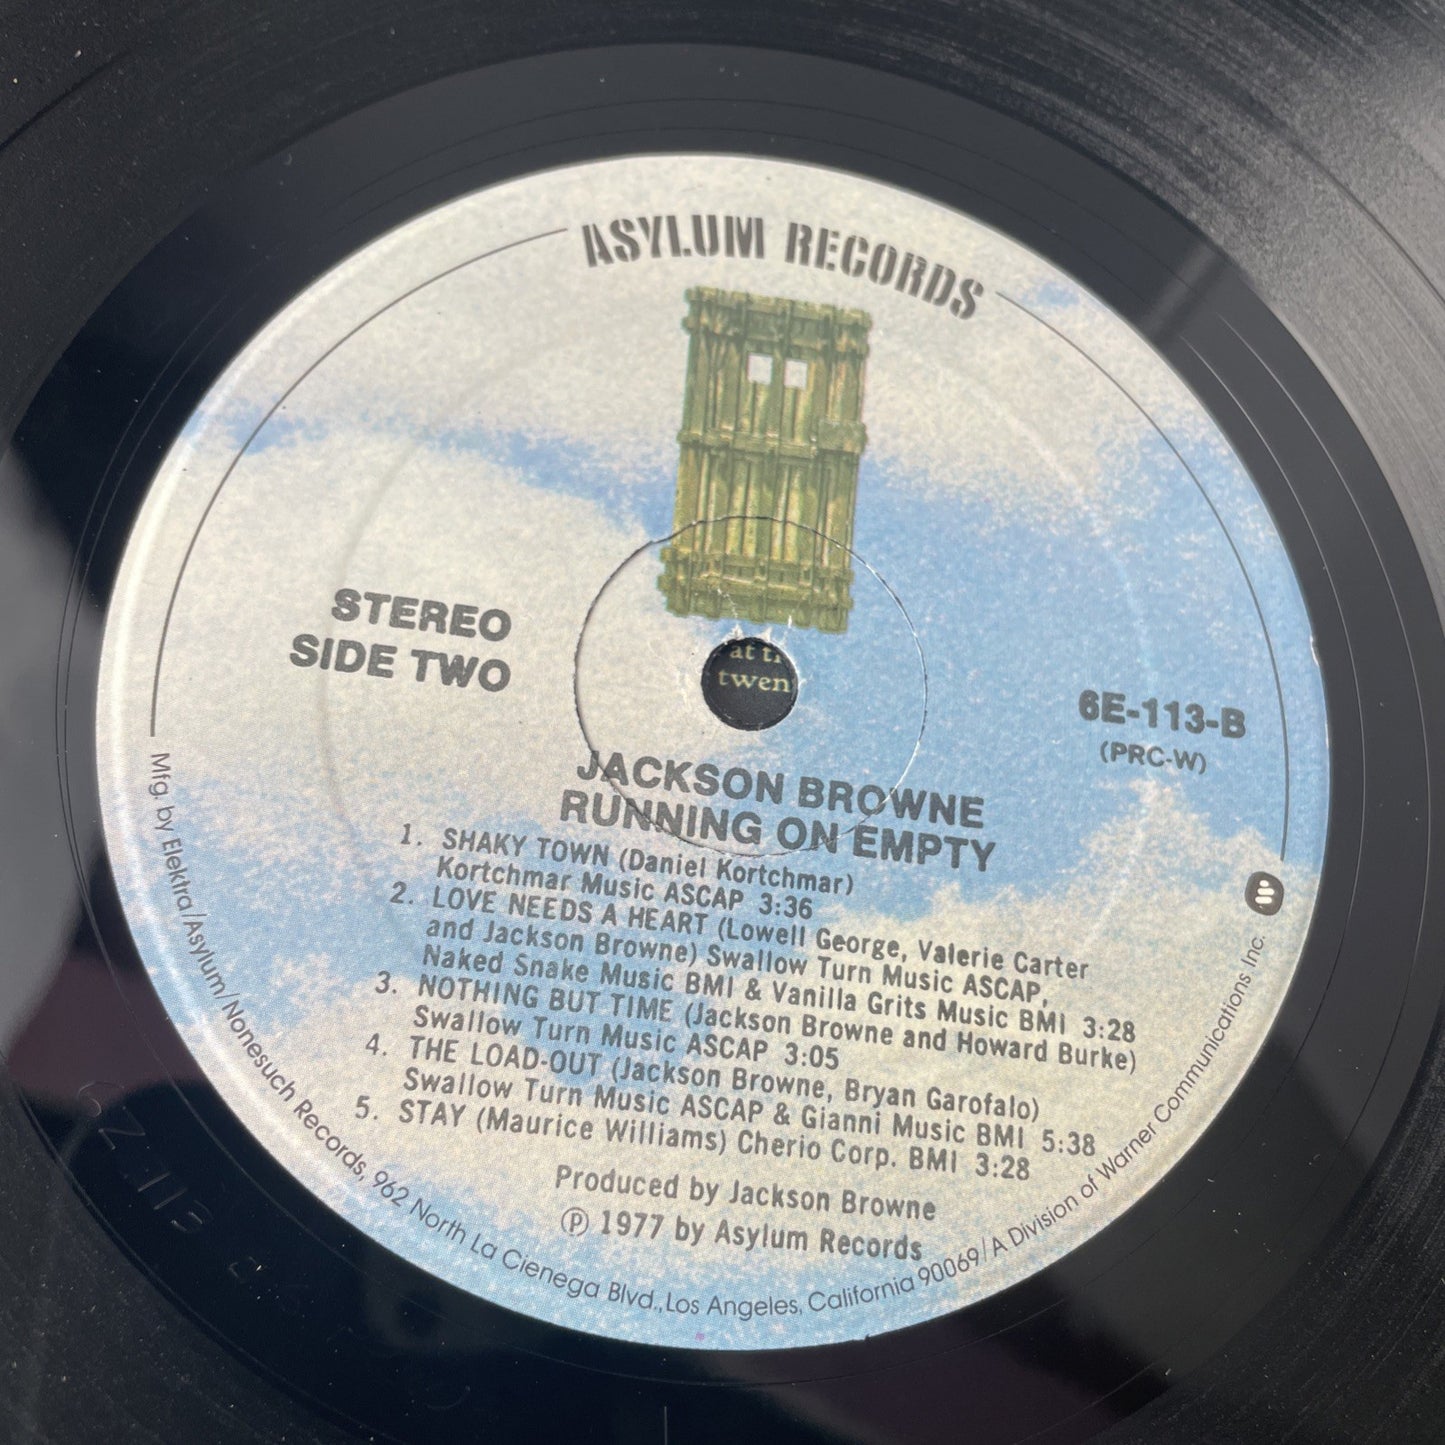 ASYLUM RECORDS
STEREO
SIDE TWO
at
twen
6E-113-B
(PRC-W)
JACKSON BROWNE
RUNNING ON EMPTY
1. SHAKY TOWN (Daniel Kortchmar)
Kortchmar Music ASCAP 3:36
2. LOVE NEEDS A HEART (Lowell George, Valerie Carter
and Jackson Browne) Swallow Turn Music ASCAP,
Naked Snake Music BMI & Vanilla Grits Music BMI 3:28
3. NOTHING BUT TIME (Jackson Browne and Howard Burke)
Swallow Turn Music ASCAP 3:05
4. THE LOAD-OUT (Jackson Browne, Bryan Garofalo)
Swallow Turn Music ASCAP & Gianni Music BMI 5:38
5. STAY (Maurice Williams) Cherio Corp. BMI 3:28
Produced by Jackson Browne
Ⓟ 1977 by Asylum Records
Mfg. by Elektra/Asylum/Nonesuch Records, 962 North La Cienega Blvd., Los Angeles, California 90069/A Division of Warner Communications Inc.